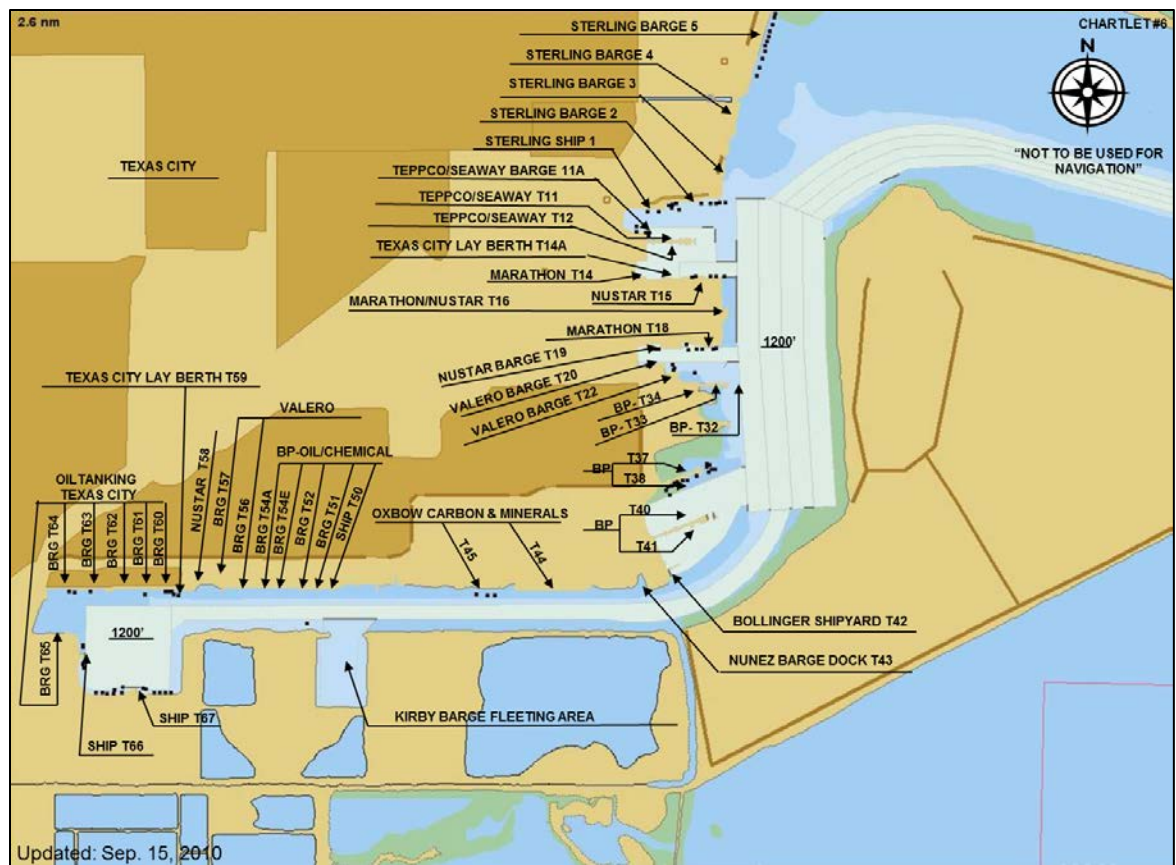 2.6 nm
CHARTLET #6
N
"NOT TO BE USED FOR
NAVIGATION"
STERLING BARGE 5
STERLING BARGE 4
STERLING BARGE 3
STERLING BARGE 2
STERLING SHIP 1
TEXAS CITY
TEPPCO/SEAWAY BARGE 11A
TEPPCO/SEAWAY T11
TEPPCO/SEAWAY T12
TEXAS CITY LAY BERTH T14A
MARATHON T14
NUSTAR T15
MARATHON/NUSTAR T16
MARATHON T18
1200'
NUSTAR BARGE T19
VALERO BARGE T20
VALERO BARGE T22
BP- T34
BP- T33
BP- T32
TEXAS CITY LAY BERTH T59
VALERO
BP-OIL/CHEMICAL
OIL TANKING
TEXAS CITY
BRG T64
BRG T63
BRG T62
BRG T61
BRG T60
NUSTAR T58
BRG T57
BRG T56
BRG T54A
BRG T54E
BRG T52
BRG T51
SHIP T50
OXBOW CARBON & MINERALS
T45
T44
BP
T37
T38
BP
T40
T41
BOLLINGER SHIPYARD T42
NUNEZ BARGE DOCK T43
1200'
BRG T65
SHIP T67
SHIP T66
KIRBY BARGE FLEETING AREA
Updated: Sep. 15, 2010